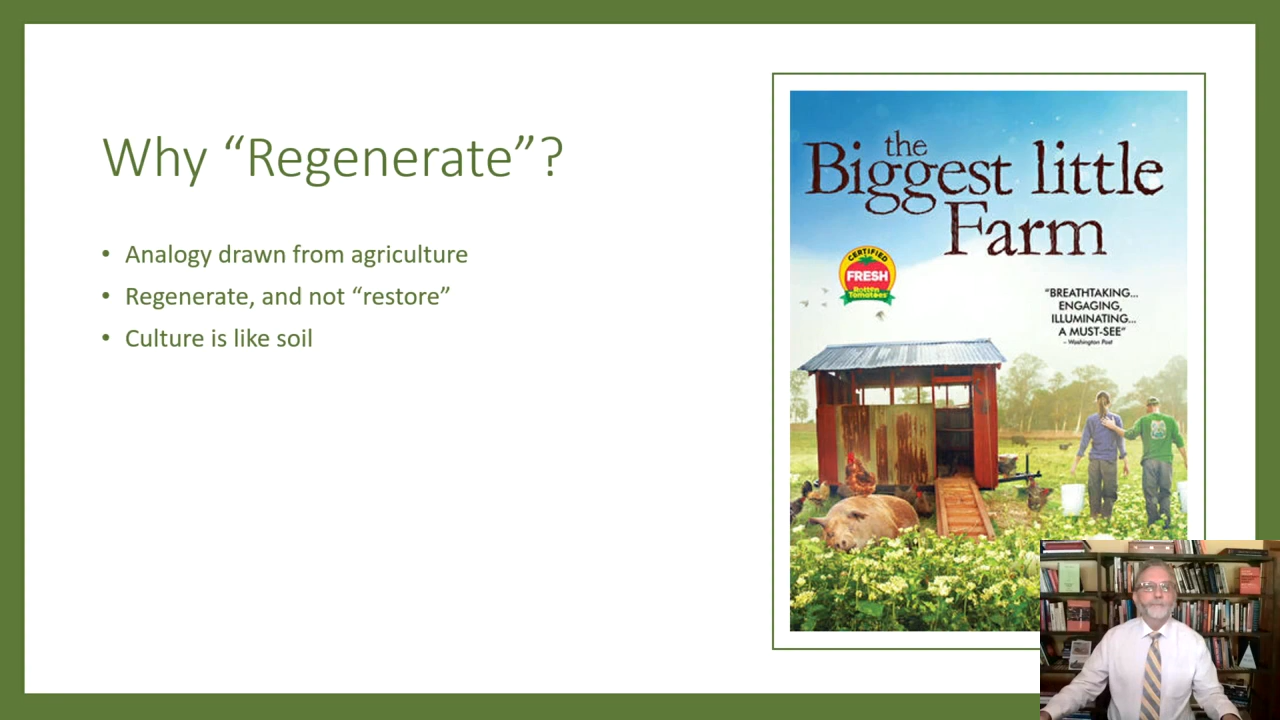 Why “Regenerate”?
• Analogy drawn from agriculture
• Regenerate, and not “restore”
• Culture is like soil
the
Biggest little
Farm
CERTIFIED
FRESH
Rotten
Tomatoes
“BREATHTAKING...
ENGAGING,
ILLUMINATING...
A MUST-SEE”
– Washington Post